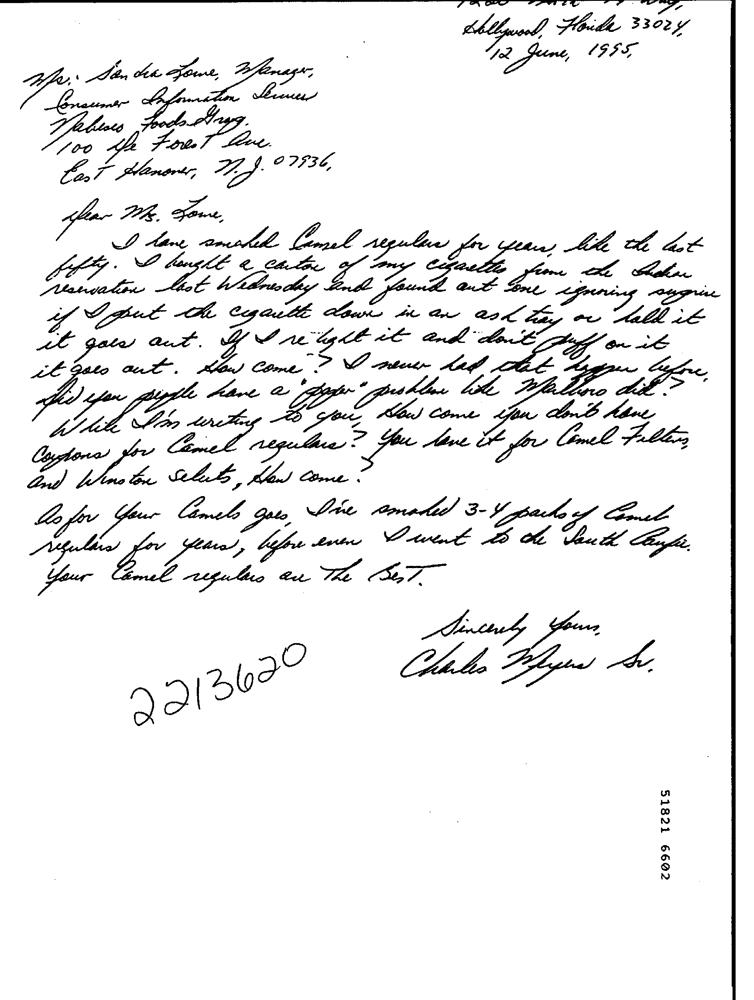 Hollywood, Florida 33024,
12 June, 1995,
Ms. Sandra Lowe, Manager,
Consumer Information Services
Nabisco Foods Group.
100 De Forest Ave.
East Hanover, N.J. 07936,
Dear Ms. Lowe,
I have smoked Camel regulars for years, like the last
fifty. I bought a carton of my cigarettes from the Indian
reservation last Wednesday and found out one ignoring suprise
if I put the cigarette down in an ash tray or hold it
it goes out. If I relight it and don't puff on it
it goes out. How come? I never had that happen before,
did you people have a "paper" problem like Marlboro did?
While I'm writing to you, How come you don't have
coupons for Camel regulars? You have it for Camel Filters,
and Winston Selects, How come?
As for Your Camels goes, I've smoked 3-4 packs of Camel
regulars for years, before even I went to the South Pacific.
Your Camel regulars are The BesT.
Sincerely Yours,
Charles Myers Sr.
2213620
51821 6602